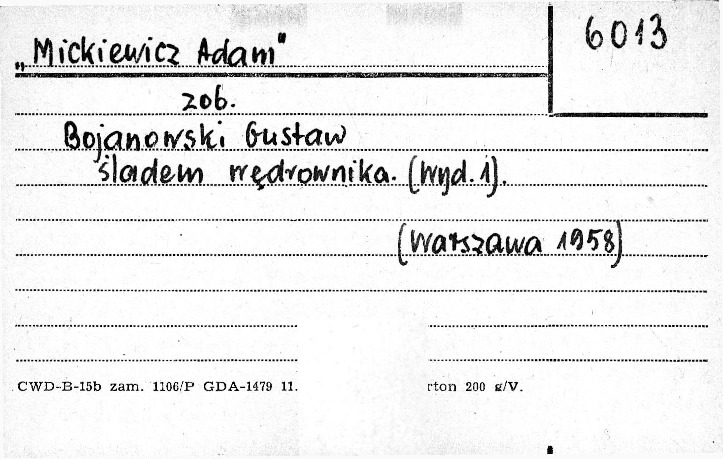 6013
„Mickiewicz Adam"
zob.
Bojanowski Gustaw
śladem wędrownika. (Wyd. 1).
(Warszawa 1958)
CWD-B-15b zam. 1106/P GDA-1479 11. rton 200 g/V.